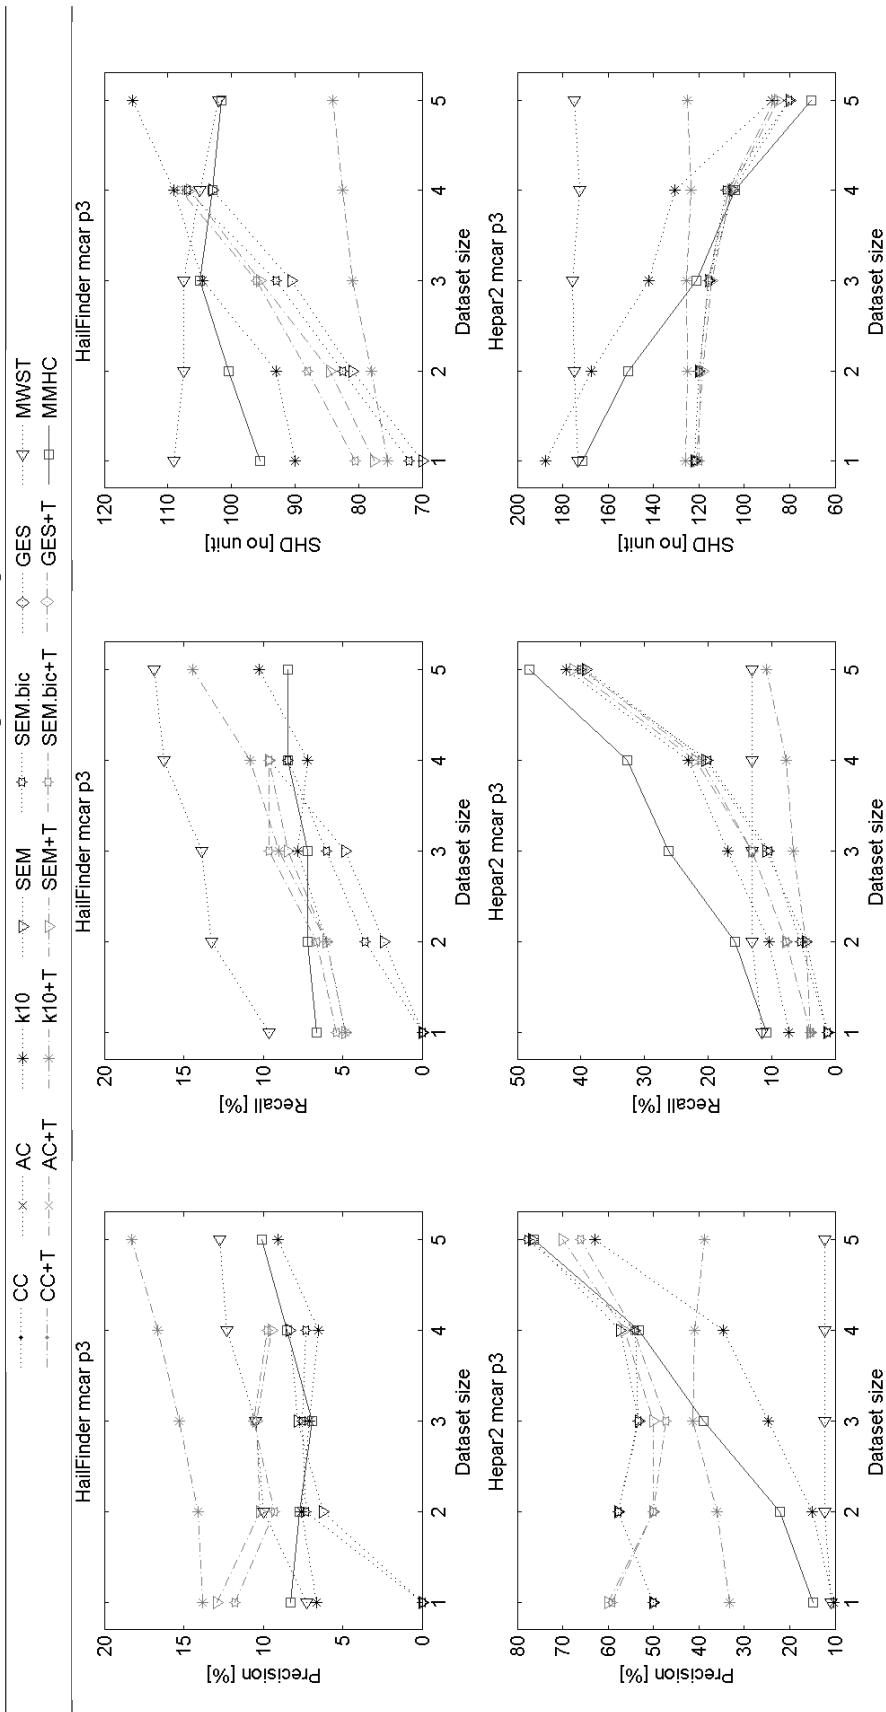 CC AC k10 SEM SEM.bic GES MWST
CC+T AC+T k10+T SEM+T SEM.bic+T GES+T MMHC
HailFinder mcar p3
Precision [%]
20
15
10
5
0
1 2 3 4 5
Dataset size
HailFinder mcar p3
Recall [%]
20
15
10
5
0
1 2 3 4 5
Dataset size
HailFinder mcar p3
SHD [no unit]
120
110
100
90
80
70
1 2 3 4 5
Dataset size
Hepar2 mcar p3
Precision [%]
80
70
60
50
40
30
20
10
1 2 3 4 5
Dataset size
Hepar2 mcar p3
Recall [%]
50
40
30
20
10
0
1 2 3 4 5
Dataset size
Hepar2 mcar p3
SHD [no unit]
200
180
160
140
120
100
80
60
1 2 3 4 5
Dataset size